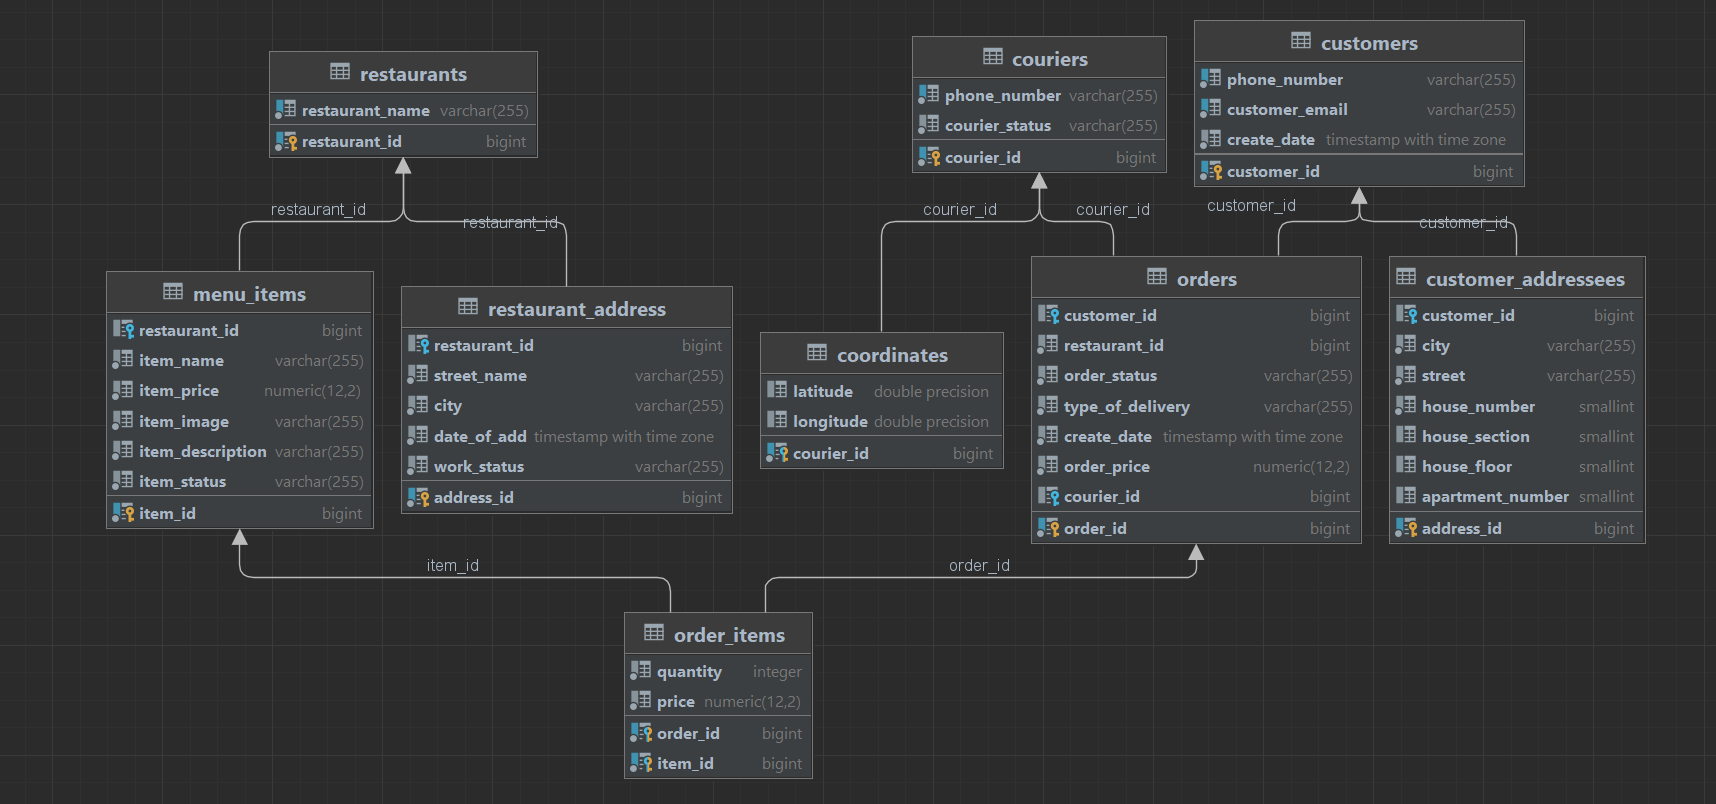 restaurants
restaurant_name varchar(255)
restaurant_id bigint
couriers
phone_number varchar(255)
courier_status varchar(255)
courier_id bigint
customers
phone_number varchar(255)
customer_email varchar(255)
create_date timestamp with time zone
customer_id bigint
restaurant_id
restaurant_id
courier_id
courier_id
customer_id
customer_id
menu_items
restaurant_id bigint
item_name varchar(255)
item_price numeric(12,2)
item_image varchar(255)
item_description varchar(255)
item_status varchar(255)
item_id bigint
restaurant_address
restaurant_id bigint
street_name varchar(255)
city varchar(255)
date_of_add timestamp with time zone
work_status varchar(255)
address_id bigint
coordinates
latitude double precision
longitude double precision
courier_id bigint
orders
customer_id bigint
restaurant_id bigint
order_status varchar(255)
type_of_delivery varchar(255)
create_date timestamp with time zone
order_price numeric(12,2)
courier_id bigint
order_id bigint
customer_addressees
customer_id bigint
city varchar(255)
street varchar(255)
house_number smallint
house_section smallint
house_floor smallint
apartment_number smallint
address_id bigint
item_id
order_id
order_items
quantity integer
price numeric(12,2)
order_id bigint
item_id bigint